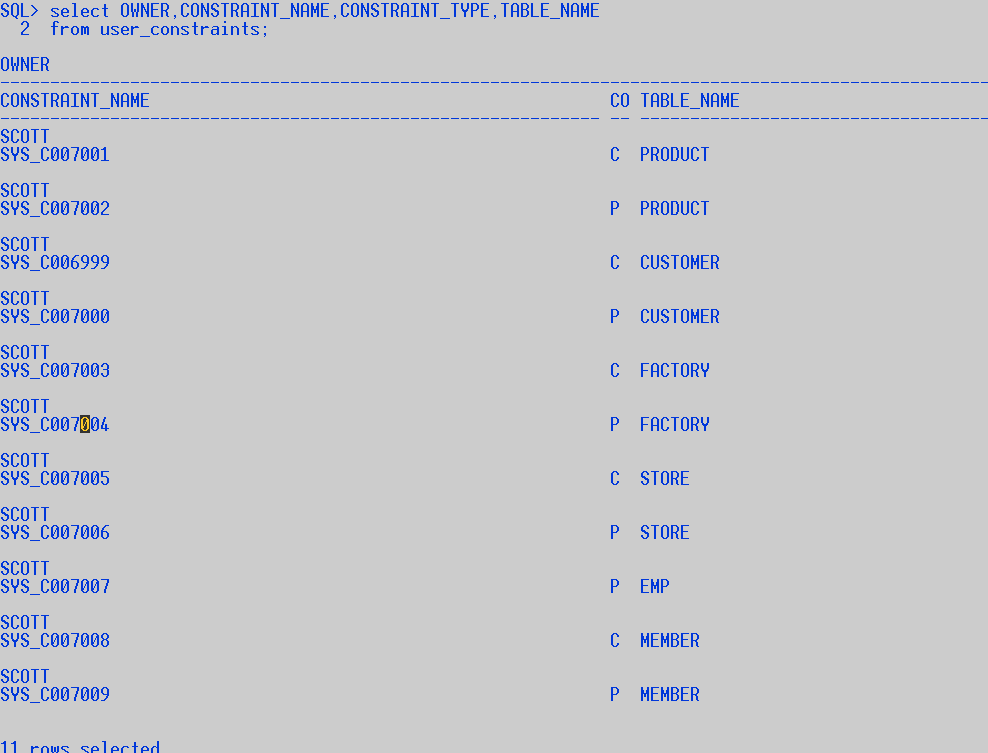 SQL> select OWNER,CONSTRAINT_NAME,CONSTRAINT_TYPE,TABLE_NAME
2 from user_constraints;
OWNER
--------------------------------------------------------------------------------
CONSTRAINT_NAME CO TABLE_NAME
------------------------------------------------------------ -- -----------------------------------
SCOTT
SYS_C007001 C PRODUCT
SCOTT
SYS_C007002 P PRODUCT
SCOTT
SYS_C006999 C CUSTOMER
SCOTT
SYS_C007000 P CUSTOMER
SCOTT
SYS_C007003 C FACTORY
SCOTT
SYS_C007004 P FACTORY
SCOTT
SYS_C007005 C STORE
SCOTT
SYS_C007006 P STORE
SCOTT
SYS_C007007 P EMP
SCOTT
SYS_C007008 C MEMBER
SCOTT
SYS_C007009 P MEMBER
11 rows selected